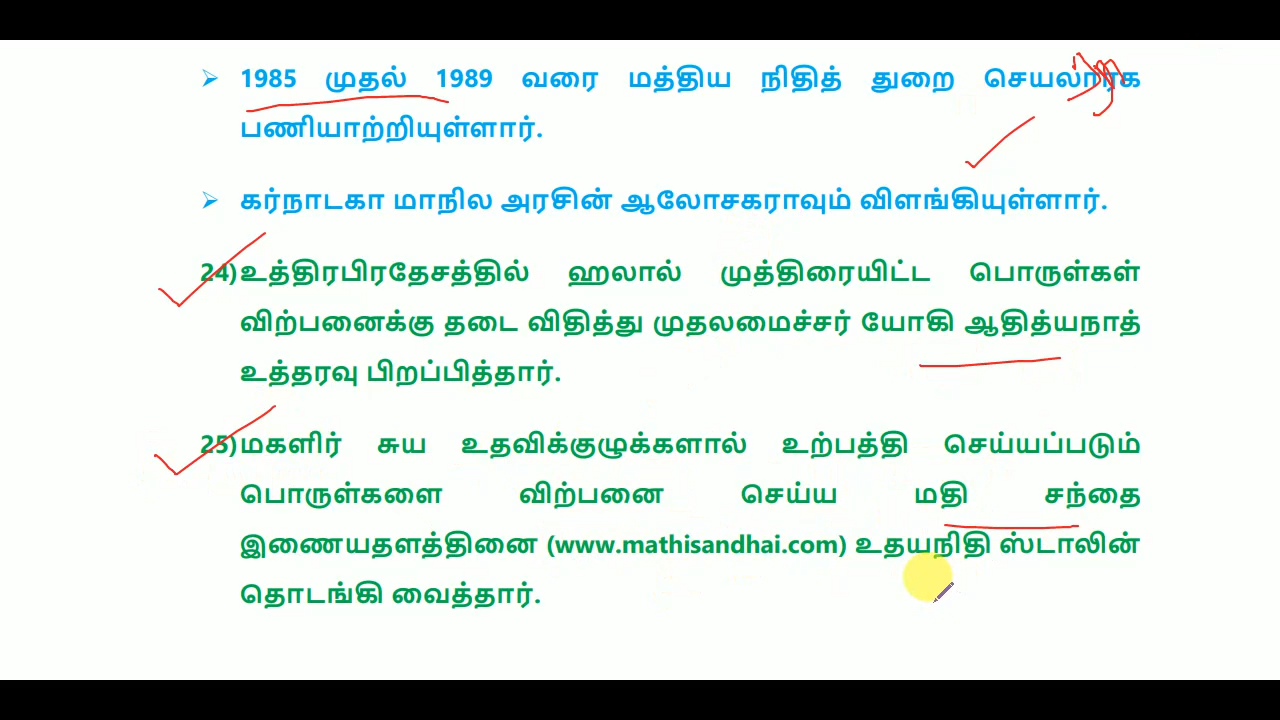 ➢ 1985 முதல் 1989 வரை மத்திய நிதித் துறை செயலாரக
பணியாற்றியுள்ளார்.
➢ கர்நாடகா மாநில அரசின் ஆலோசகராவும் விளங்கியுள்ளார்.
24)உத்திரபிரதேசத்தில் ஹலால் முத்திரையிட்ட பொருள்கள்
விற்பனைக்கு தடை விதித்து முதலமைச்சர் யோகி ஆதித்யநாத்
உத்தரவு பிறப்பித்தார்.
25)மகளிர் சுய உதவிக்குழுக்களால் உற்பத்தி செய்யப்படும்
பொருள்களை விற்பனை செய்ய மதி சந்தை
இணையதளத்தினை (www.mathisandhai.com) உதயநிதி ஸ்டாலின்
தொடங்கி வைத்தார்.